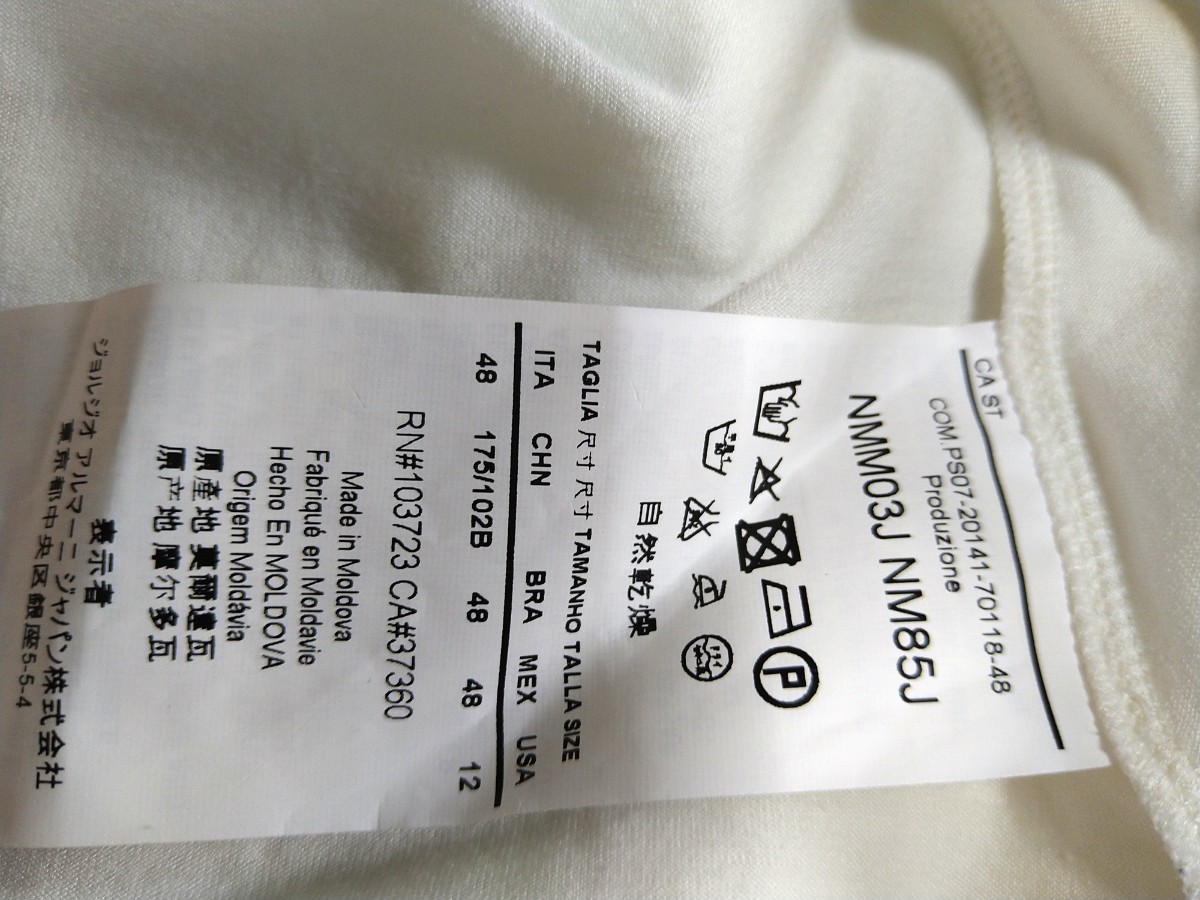 CA ST
COM.PS07-20141-70118-48
Produzione
NMM03J NM85J
P
自然乾燥
TAGLIA 尺寸 尺寸 TAMANHO TALLA SIZE
ITA CHN BRA MEX USA
48 175/102B 48 48 12
RN#103723 CA#37360
Made in Moldova
Fabriqué en Moldavie
Hecho En MOLDOVA
Origem Moldávia
原產地 莫爾達瓦
原产地 摩尔多瓦
表示者
ジョルジオ アルマーニ ジャパン株式会社
東京都中央区銀座5-5-4